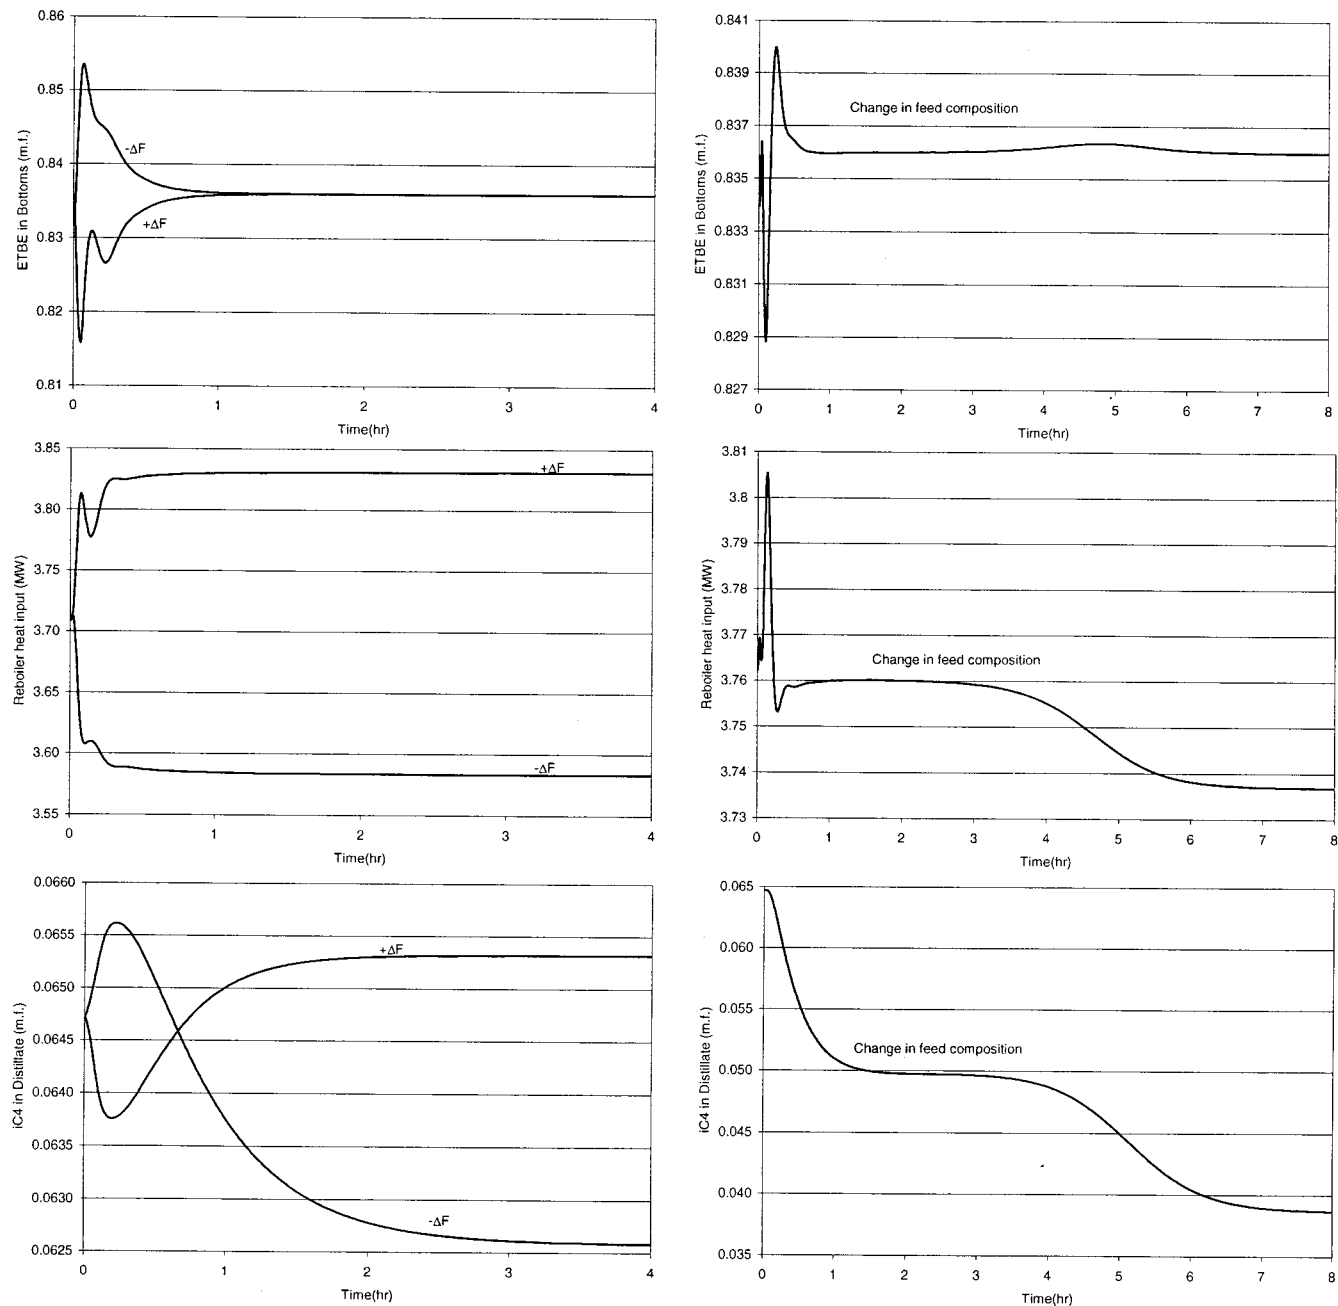 0.86
0.85
0.84
0.83
0.82
0.81
ETBE in Bottoms (m.f.)
-ΔF
+ΔF
0 1 2 3 4
Time(hr)
0.841
0.839
0.837
0.835
0.833
0.831
0.829
0.827
ETBE in Bottoms (m.f.)
Change in feed composition
0 1 2 3 4 5 6 7 8
Time(hr)
3.85
3.80
3.75
3.70
3.65
3.60
3.55
Reboiler heat input (MW)
+ΔF
-ΔF
0 1 2 3 4
Time(hr)
3.81
3.8
3.79
3.78
3.77
3.76
3.75
3.74
3.73
Reboiler heat input (MW)
Change in feed composition
0 1 2 3 4 5 6 7 8
Time(hr)
0.0660
0.0655
0.0650
0.0645
0.0640
0.0635
0.0630
0.0625
iC4 in Distillate (m.f.)
+ΔF
-ΔF
0 1 2 3 4
Time(hr)
0.065
0.060
0.055
0.050
0.045
0.040
0.035
iC4 in Distillate (m.f.)
Change in feed composition
0 1 2 3 4 5 6 7 8
Time(hr)